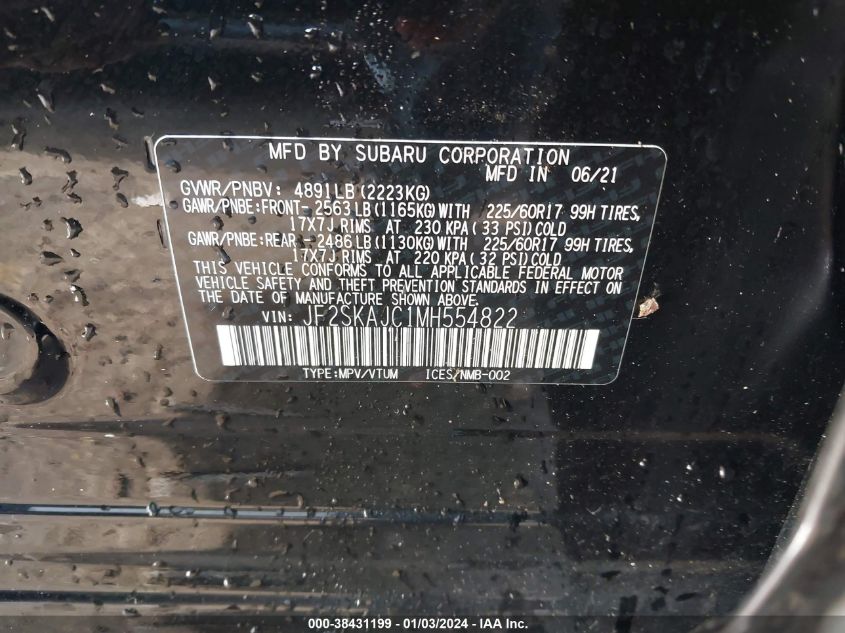 MFD BY SUBARU CORPORATION
MFD IN 06/21
GVWR/PNBV: 4891LB(2223KG)
GAWR/PNBE:FRONT-2563LB(1165KG)WITH 225/60R17 99H TIRES,
17X7J RIMS AT 230 KPA(33 PSI)COLD
GAWR/PNBE:REAR -2486LB(1130KG)WITH 225/60R17 99H TIRES,
17X7J RIMS AT 220 KPA(32 PSI)COLD
THIS VEHICLE CONFORMS TO ALL APPLICABLE FEDERAL MOTOR
VEHICLE SAFETY AND THEFT PREVENTION STANDARDS IN EFFECT ON
THE DATE OF MANUFACTURE SHOWN ABOVE.
VIN: JF2SKAJC1MH554822
TYPE:MPV/VTUM ICES/NMB-002
000-38431199 - 01/03/2024 - IAA Inc.